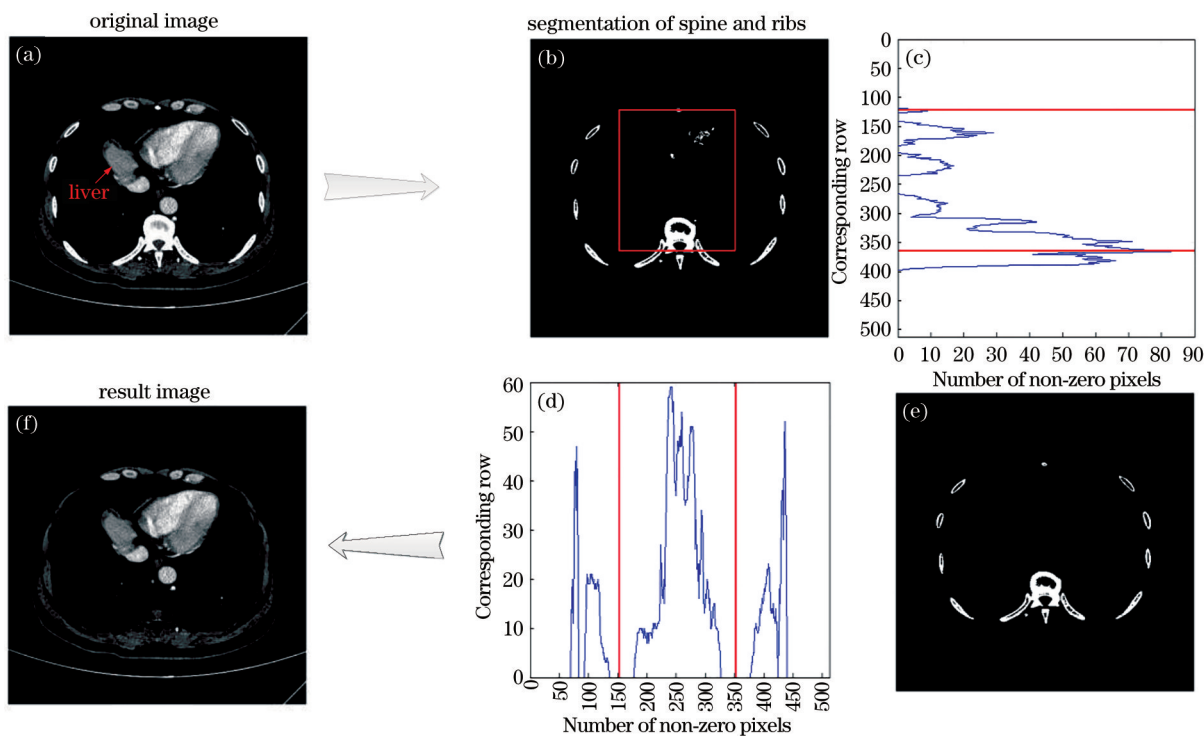 original image
(a)
liver
segmentation of spine and ribs
(b)
(c)
Corresponding row
0
50
100
150
200
250
300
350
400
450
500
0 10 20 30 40 50 60 70 80 90
Number of non-zero pixels
result image
(f)
(d)
Corresponding row
60
50
40
30
20
10
0
0 50 100 150 200 250 300 350 400 450 500
Number of non-zero pixels
(e)